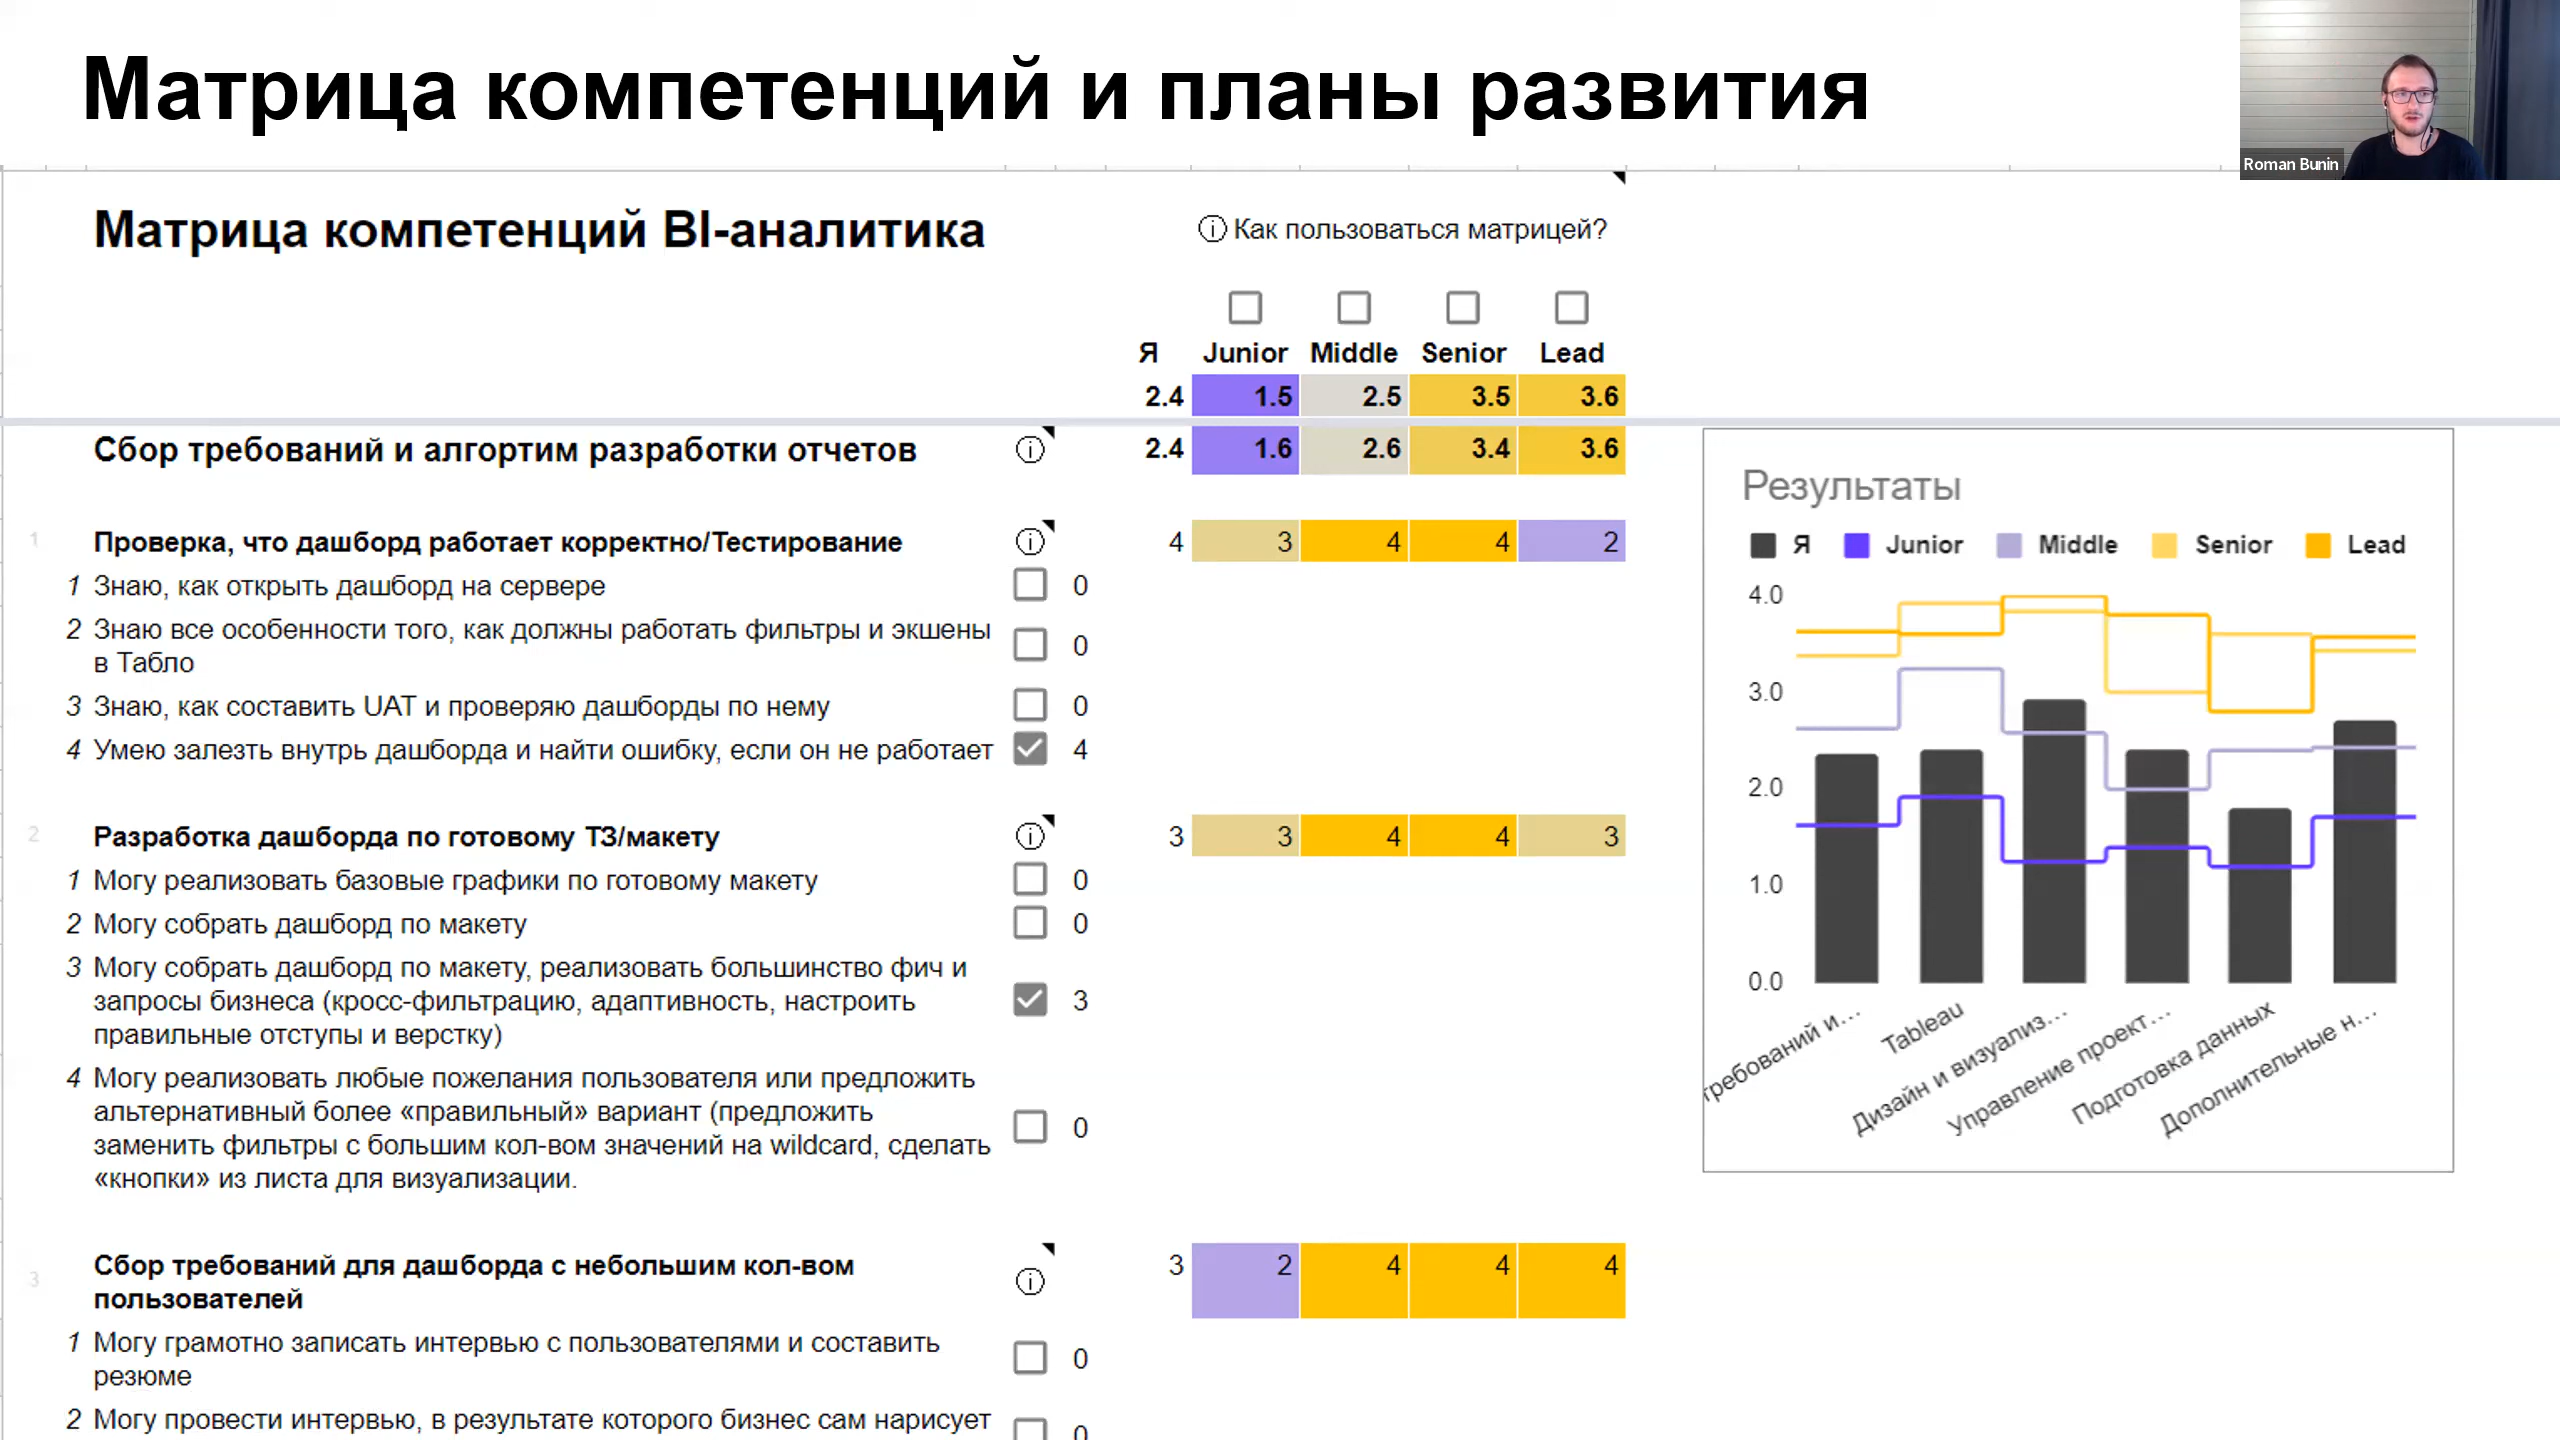 Матрица компетенций и планы развития
Roman Bunin
Матрица компетенций BI-аналитика
Как пользоваться матрицей?
Я Junior Middle Senior Lead
2.4 1.5 2.5 3.5 3.6
Сбор требований и алгортим разработки отчетов 2.4 1.6 2.6 3.4 3.6
1 Проверка, что дашборд работает корректно/Тестирование 4 3 4 4 2
1 Знаю, как открыть дашборд на сервере 0
2 Знаю все особенности того, как должны работать фильтры и экшены
в Табло 0
3 Знаю, как составить UAT и проверяю дашборды по нему 0
4 Умею залезть внутрь дашборда и найти ошибку, если он не работает 4
2 Разработка дашборда по готовому ТЗ/макету 3 3 4 4 3
1 Могу реализовать базовые графики по готовому макету 0
2 Могу собрать дашборд по макету 0
3 Могу собрать дашборд по макету, реализовать большинство фич и
запросы бизнеса (кросс-фильтрацию, адаптивность, настроить 3
правильные отступы и верстку)
4 Могу реализовать любые пожелания пользователя или предложить
альтернативный более «правильный» вариант (предложить
заменить фильтры с большим кол-вом значений на wildcard, сделать 0
«кнопки» из листа для визуализации.
3 Сбор требований для дашборда с небольшим кол-вом 3 2 4 4 4
пользователей
1 Могу грамотно записать интервью с пользователями и составить 0
резюме
2 Могу провести интервью, в результате которого бизнес сам нарисует 0
Результаты
Я Junior Middle Senior Lead
4.0
3.0
2.0
1.0
0.0
требований и...
Tableau
Дизайн и визуализ...
Управление проект...
Подготовка данных
Дополнительные н...